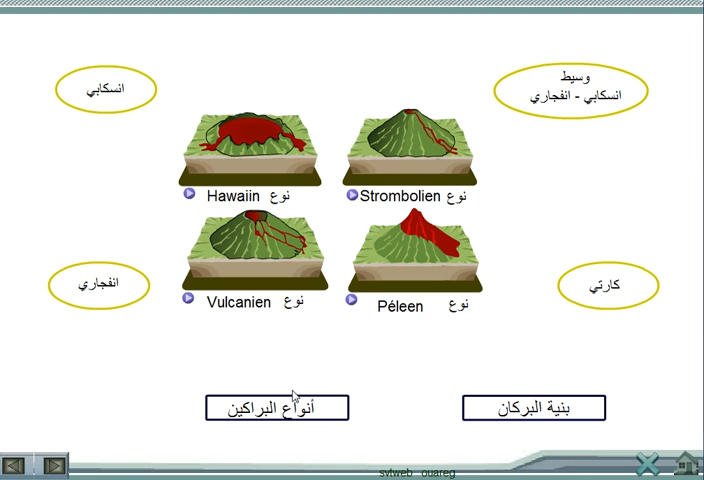 انسكابي
وسيط
انسكابي - انفجاري
Hawaiin نوع
Strombolien نوع
انفجاري
كارثي
Vulcanien نوع
Péleen نوع
أنواع البراكين
بنية البركان
svtweb ouareg